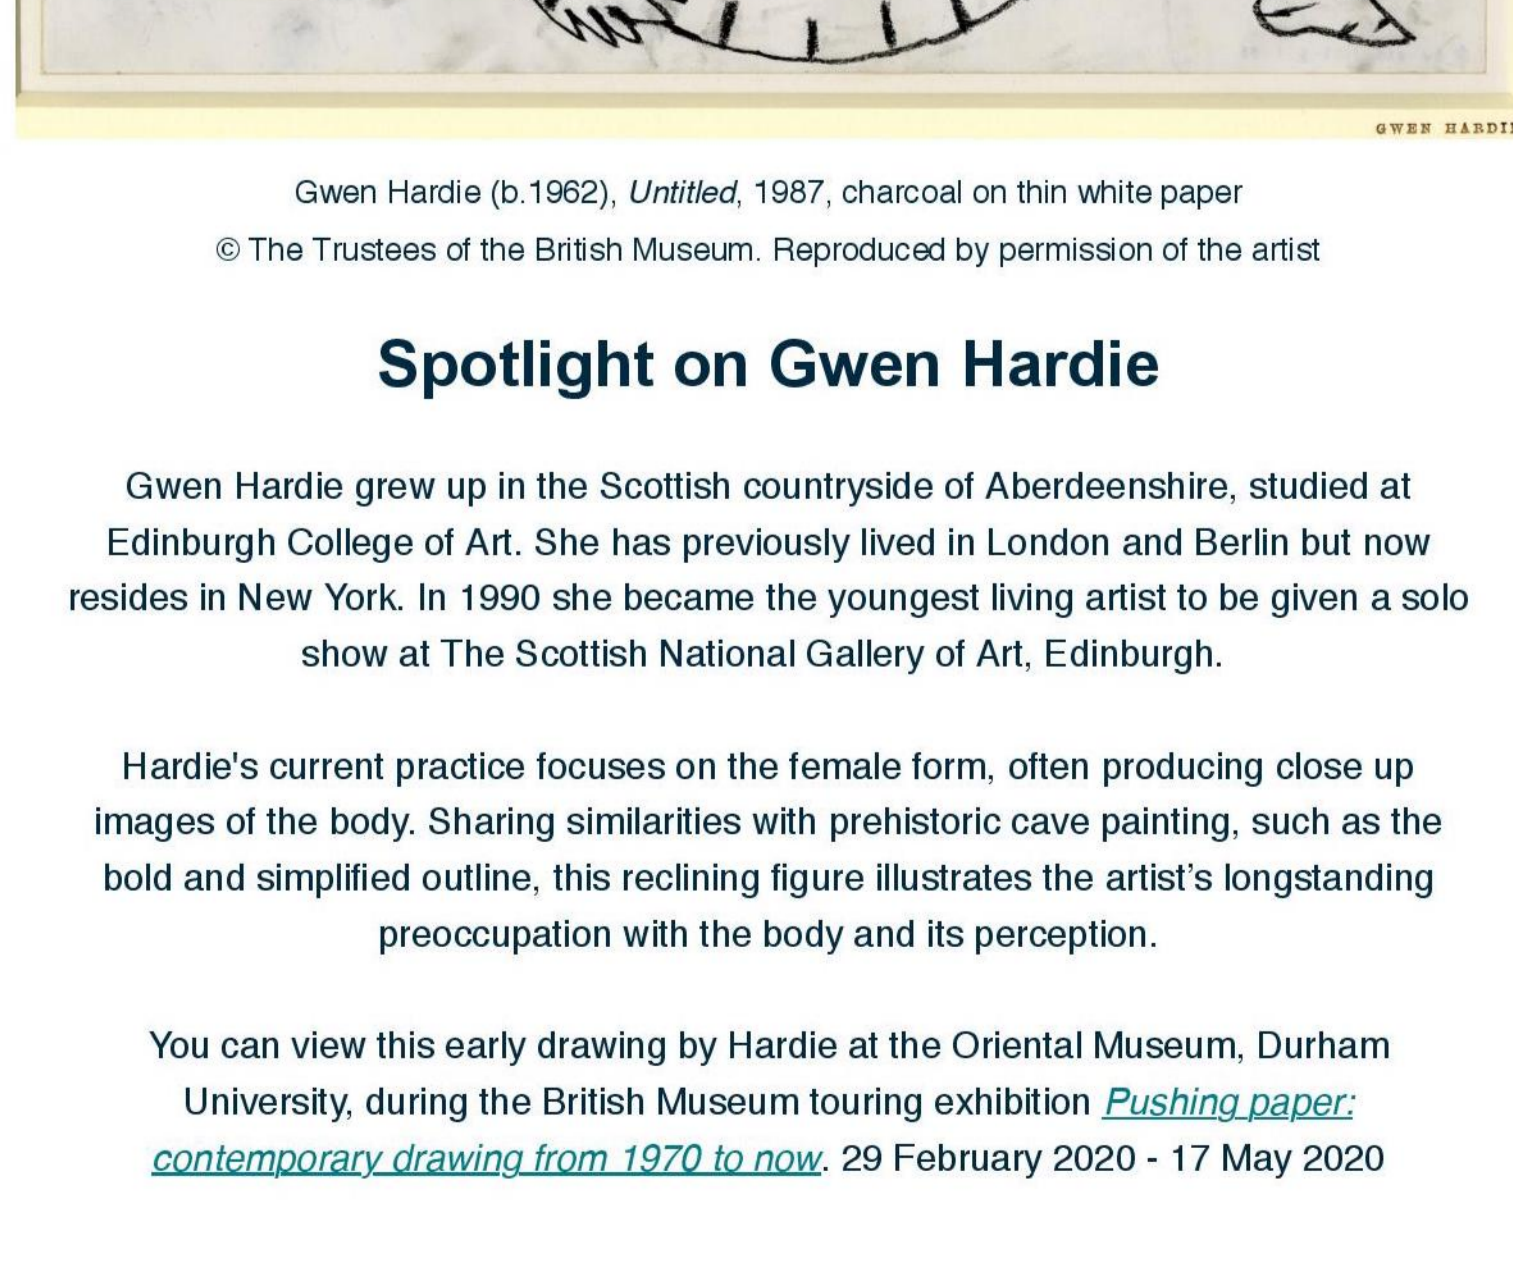 GWEN HARDIE
Gwen Hardie (b.1962), Untitled, 1987, charcoal on thin white paper
© The Trustees of the British Museum. Reproduced by permission of the artist
Spotlight on Gwen Hardie
Gwen Hardie grew up in the Scottish countryside of Aberdeenshire, studied at
Edinburgh College of Art. She has previously lived in London and Berlin but now
resides in New York. In 1990 she became the youngest living artist to be given a solo
show at The Scottish National Gallery of Art, Edinburgh.
Hardie's current practice focuses on the female form, often producing close up
images of the body. Sharing similarities with prehistoric cave painting, such as the
bold and simplified outline, this reclining figure illustrates the artist’s longstanding
preoccupation with the body and its perception.
You can view this early drawing by Hardie at the Oriental Museum, Durham
University, during the British Museum touring exhibition Pushing paper:
contemporary drawing from 1970 to now. 29 February 2020 - 17 May 2020